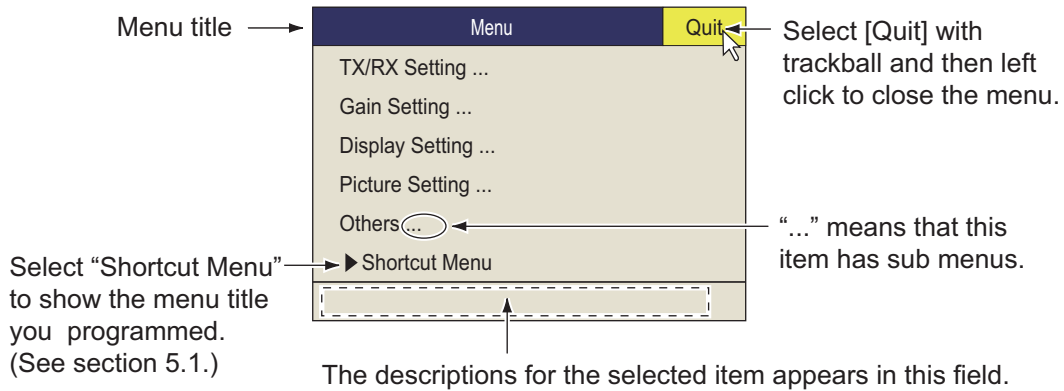 Menu title
Menu
Quit
Select [Quit] with
trackball and then left
click to close the menu.
TX/RX Setting ...
Gain Setting ...
Display Setting ...
Picture Setting ...
Others ...
"..." means that this
item has sub menus.
▶ Shortcut Menu
Select “Shortcut Menu”
to show the menu title
you programmed.
(See section 5.1.)
The descriptions for the selected item appears in this field.